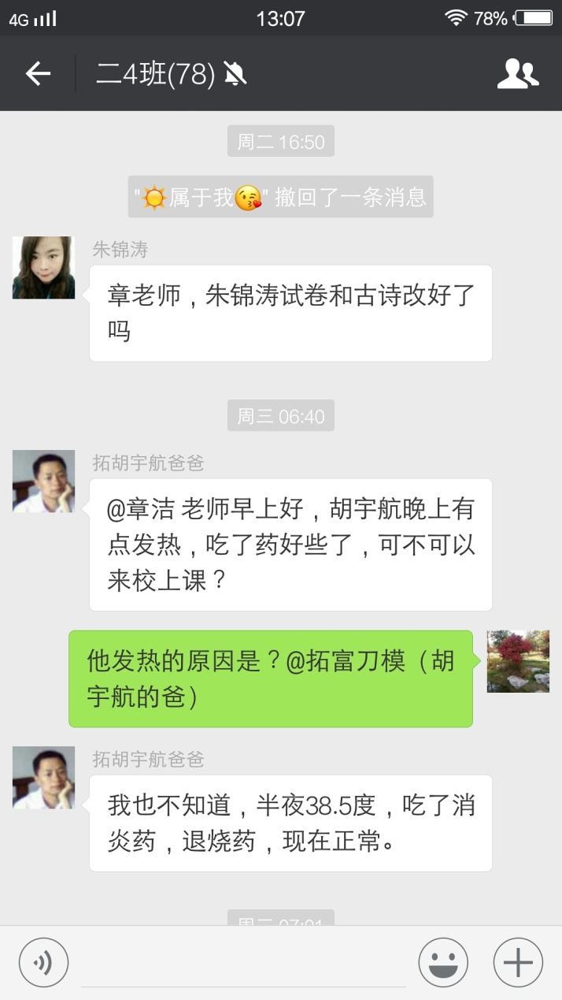 4G 13:07 78%
二4班(78)
周二 16:50
"☀️属于我😘" 撤回了一条消息
朱锦涛
章老师，朱锦涛试卷和古诗改好了
吗
周三 06:40
拓胡宇航爸爸
@章洁 老师早上好，胡宇航晚上有
点发热，吃了药好些了，可不可以
来校上课？
他发热的原因是？@拓富刀模（胡
宇航的爸）
拓胡宇航爸爸
我也不知道，半夜38.5度，吃了消
炎药，退烧药，现在正常。
周三 07:01